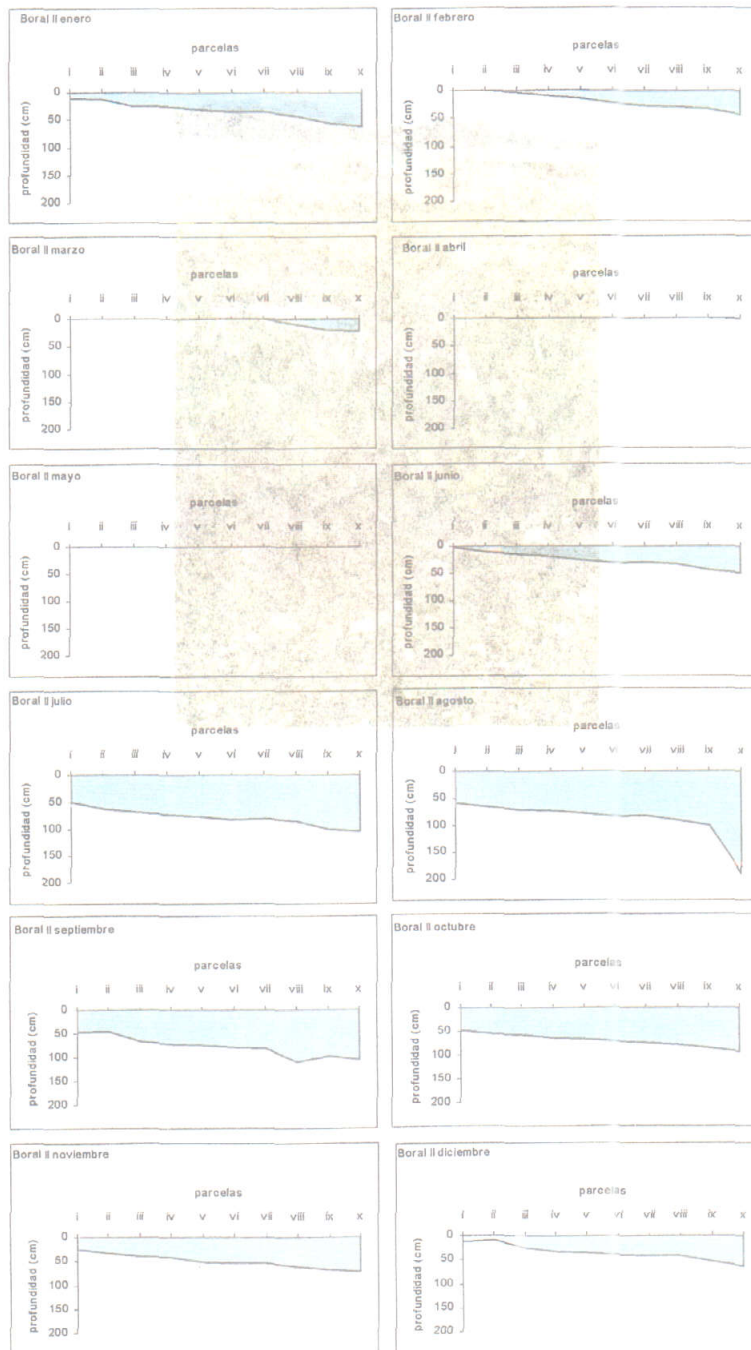 Boral II enero
parcelas
i ii iii iv v vi vii viii ix x
profundidad (cm)
0
50
100
150
200
Boral II febrero
parcelas
i ii iii iv v vi vii viii ix x
profundidad (cm)
0
50
100
150
200
Boral II marzo
parcelas
i ii iii iv v vi vii viii ix x
profundidad (cm)
0
50
100
150
200
Boral II abril
parcelas
i ii iii iv v vi vii viii ix x
profundidad (cm)
0
50
100
150
200
Boral II mayo
parcelas
i ii iii iv v vi vii viii ix x
profundidad (cm)
0
50
100
150
200
Boral II junio
parcelas
i ii iii iv v vi vii viii ix x
profundidad (cm)
0
50
100
150
200
Boral II julio
parcelas
i ii iii iv v vi vii viii ix x
profundidad (cm)
0
50
100
150
200
Boral II agosto
parcelas
i ii iii iv v vi vii viii ix x
profundidad (cm)
0
50
100
150
200
Boral II septiembre
parcelas
i ii iii iv v vi vii viii ix x
profundidad (cm)
0
50
100
150
200
Boral II octubre
parcelas
i ii iii iv v vi vii viii ix x
profundidad (cm)
0
50
100
150
200
Boral II noviembre
parcelas
i ii iii iv v vi vii viii ix x
profundidad (cm)
0
50
100
150
200
Boral II diciembre
parcelas
i ii iii iv v vi vii viii ix x
profundidad (cm)
0
50
100
150
200